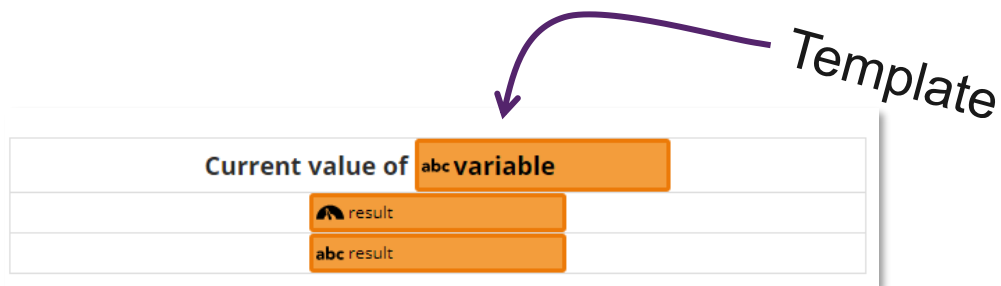 Template
Current value of abc variable
result
abc result